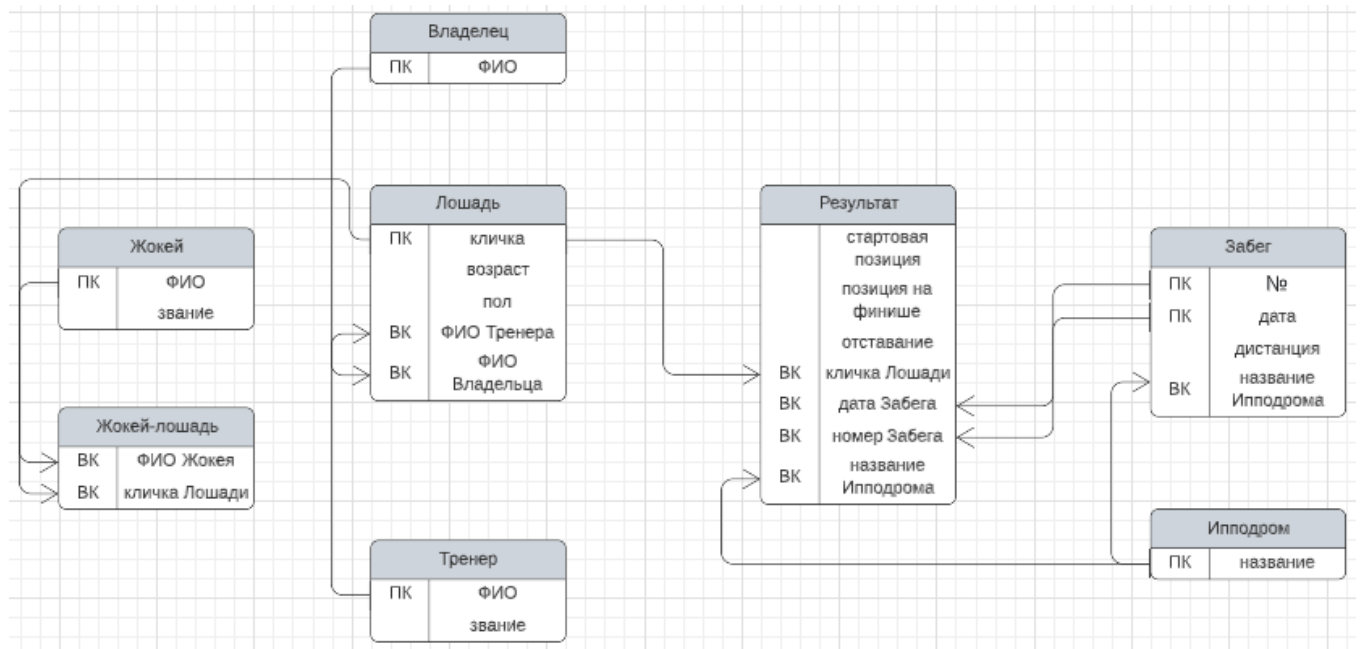 Владелец
ПК ФИО
Лошадь
ПК кличка
возраст
пол
ВК ФИО Тренера
ВК ФИО
Владельца
Жокей
ПК ФИО
звание
Жокей-лошадь
ВК ФИО Жокея
ВК кличка Лошади
Тренер
ПК ФИО
звание
Результат
стартовая
позиция
позиция на
финише
отставание
ВК кличка Лошади
ВК дата Забега
ВК номер Забега
ВК название
Ипподрома
Забег
ПК №
ПК дата
дистанция
ВК название
Ипподрома
Ипподром
ПК название